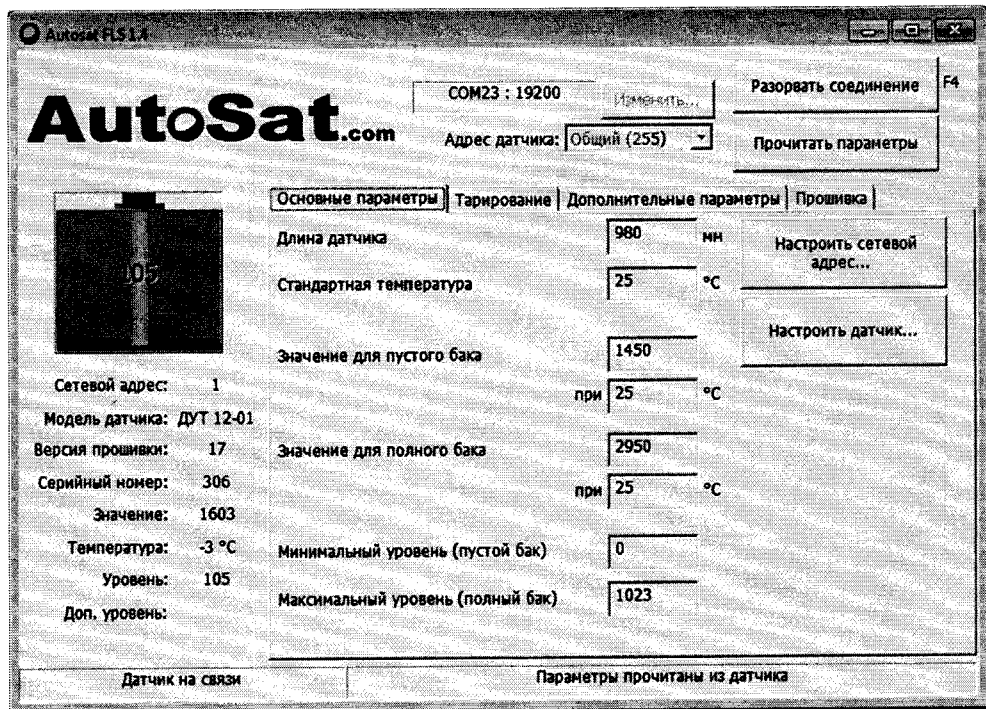 Autosat FLS 1.4
AutoSat.com
COM23 : 19200
Изменить...
Разорвать соединение
F4
Адрес датчика: Общий (255)
Прочитать параметры
Основные параметры
Тарирование
Дополнительные параметры
Прошивка
Длина датчика 980 мм
Настроить сетевой
адрес...
Стандартная температура 25 °C
Настроить датчик...
Значение для пустого бака 1450
при 25 °C
Значение для полного бака 2950
при 25 °C
Минимальный уровень (пустой бак) 0
Максимальный уровень (полный бак) 1023
Сетевой адрес: 1
Модель датчика: ДУТ 12-01
Версия прошивки: 17
Серийный номер: 306
Значение: 1603
Температура: -3 °C
Уровень: 105
Доп. уровень:
Датчик на связи
Параметры прочитаны из датчика